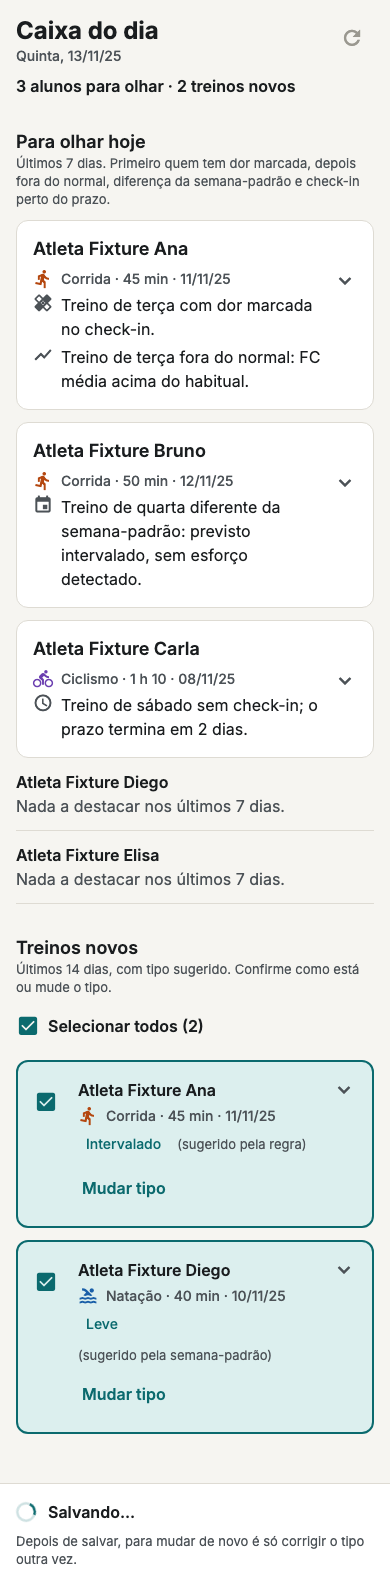 Caixa do dia
Quinta, 13/11/25
3 alunos para olhar · 2 treinos novos
Para olhar hoje
Últimos 7 dias. Primeiro quem tem dor marcada, depois
fora do normal, diferença da semana-padrão e check-in
perto do prazo.
Atleta Fixture Ana
Corrida · 45 min · 11/11/25
Treino de terça com dor marcada
no check-in.
Treino de terça fora do normal: FC
média acima do habitual.
Atleta Fixture Bruno
Corrida · 50 min · 12/11/25
Treino de quarta diferente da
semana-padrão: previsto
intervalado, sem esforço
detectado.
Atleta Fixture Carla
Ciclismo · 1 h 10 · 08/11/25
Treino de sábado sem check-in; o
prazo termina em 2 dias.
Atleta Fixture Diego
Nada a destacar nos últimos 7 dias.
Atleta Fixture Elisa
Nada a destacar nos últimos 7 dias.
Treinos novos
Últimos 14 dias, com tipo sugerido. Confirme como está
ou mude o tipo.
Selecionar todos (2)
Atleta Fixture Ana
Corrida · 45 min · 11/11/25
Intervalado (sugerido pela regra)
Mudar tipo
Atleta Fixture Diego
Natação · 40 min · 10/11/25
Leve
(sugerido pela semana-padrão)
Mudar tipo
Salvando...
Depois de salvar, para mudar de novo é só corrigir o tipo
outra vez.